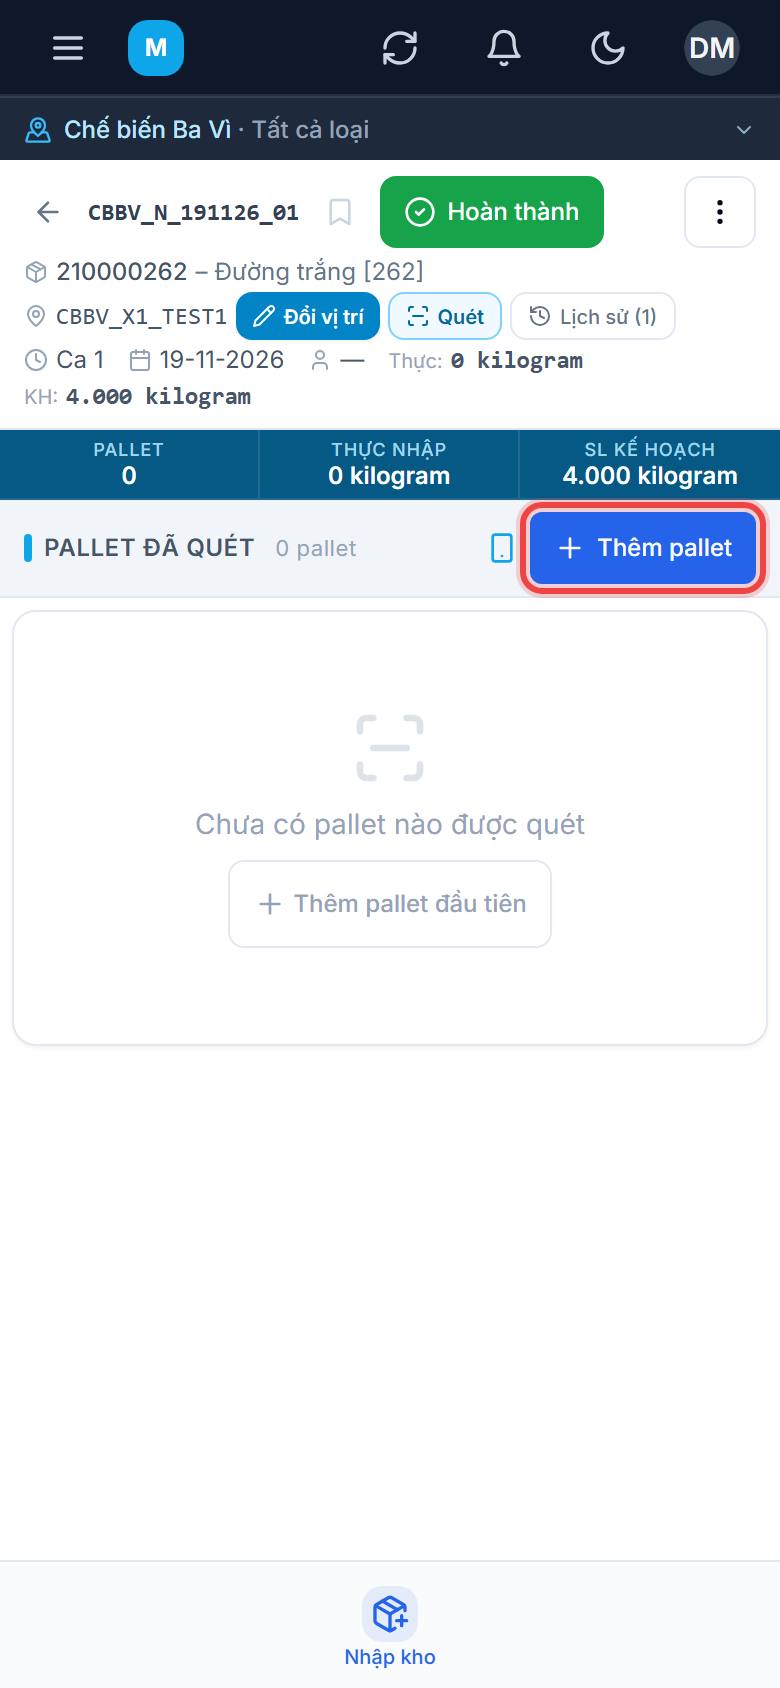 M
DM
Chế biến Ba Vì · Tất cả loại
CBBV_N_191126_01
Hoàn thành
210000262 – Đường trắng [262]
CBBV_X1_TEST1 Đổi vị trí Quét Lịch sử (1)
Ca 1 19-11-2026 — Thực: 0 kilogram
KH: 4.000 kilogram
PALLET THỰC NHẬP SL KẾ HOẠCH
0 0 kilogram 4.000 kilogram
PALLET ĐÃ QUÉT 0 pallet Thêm pallet
Chưa có pallet nào được quét
Thêm pallet đầu tiên
Nhập kho